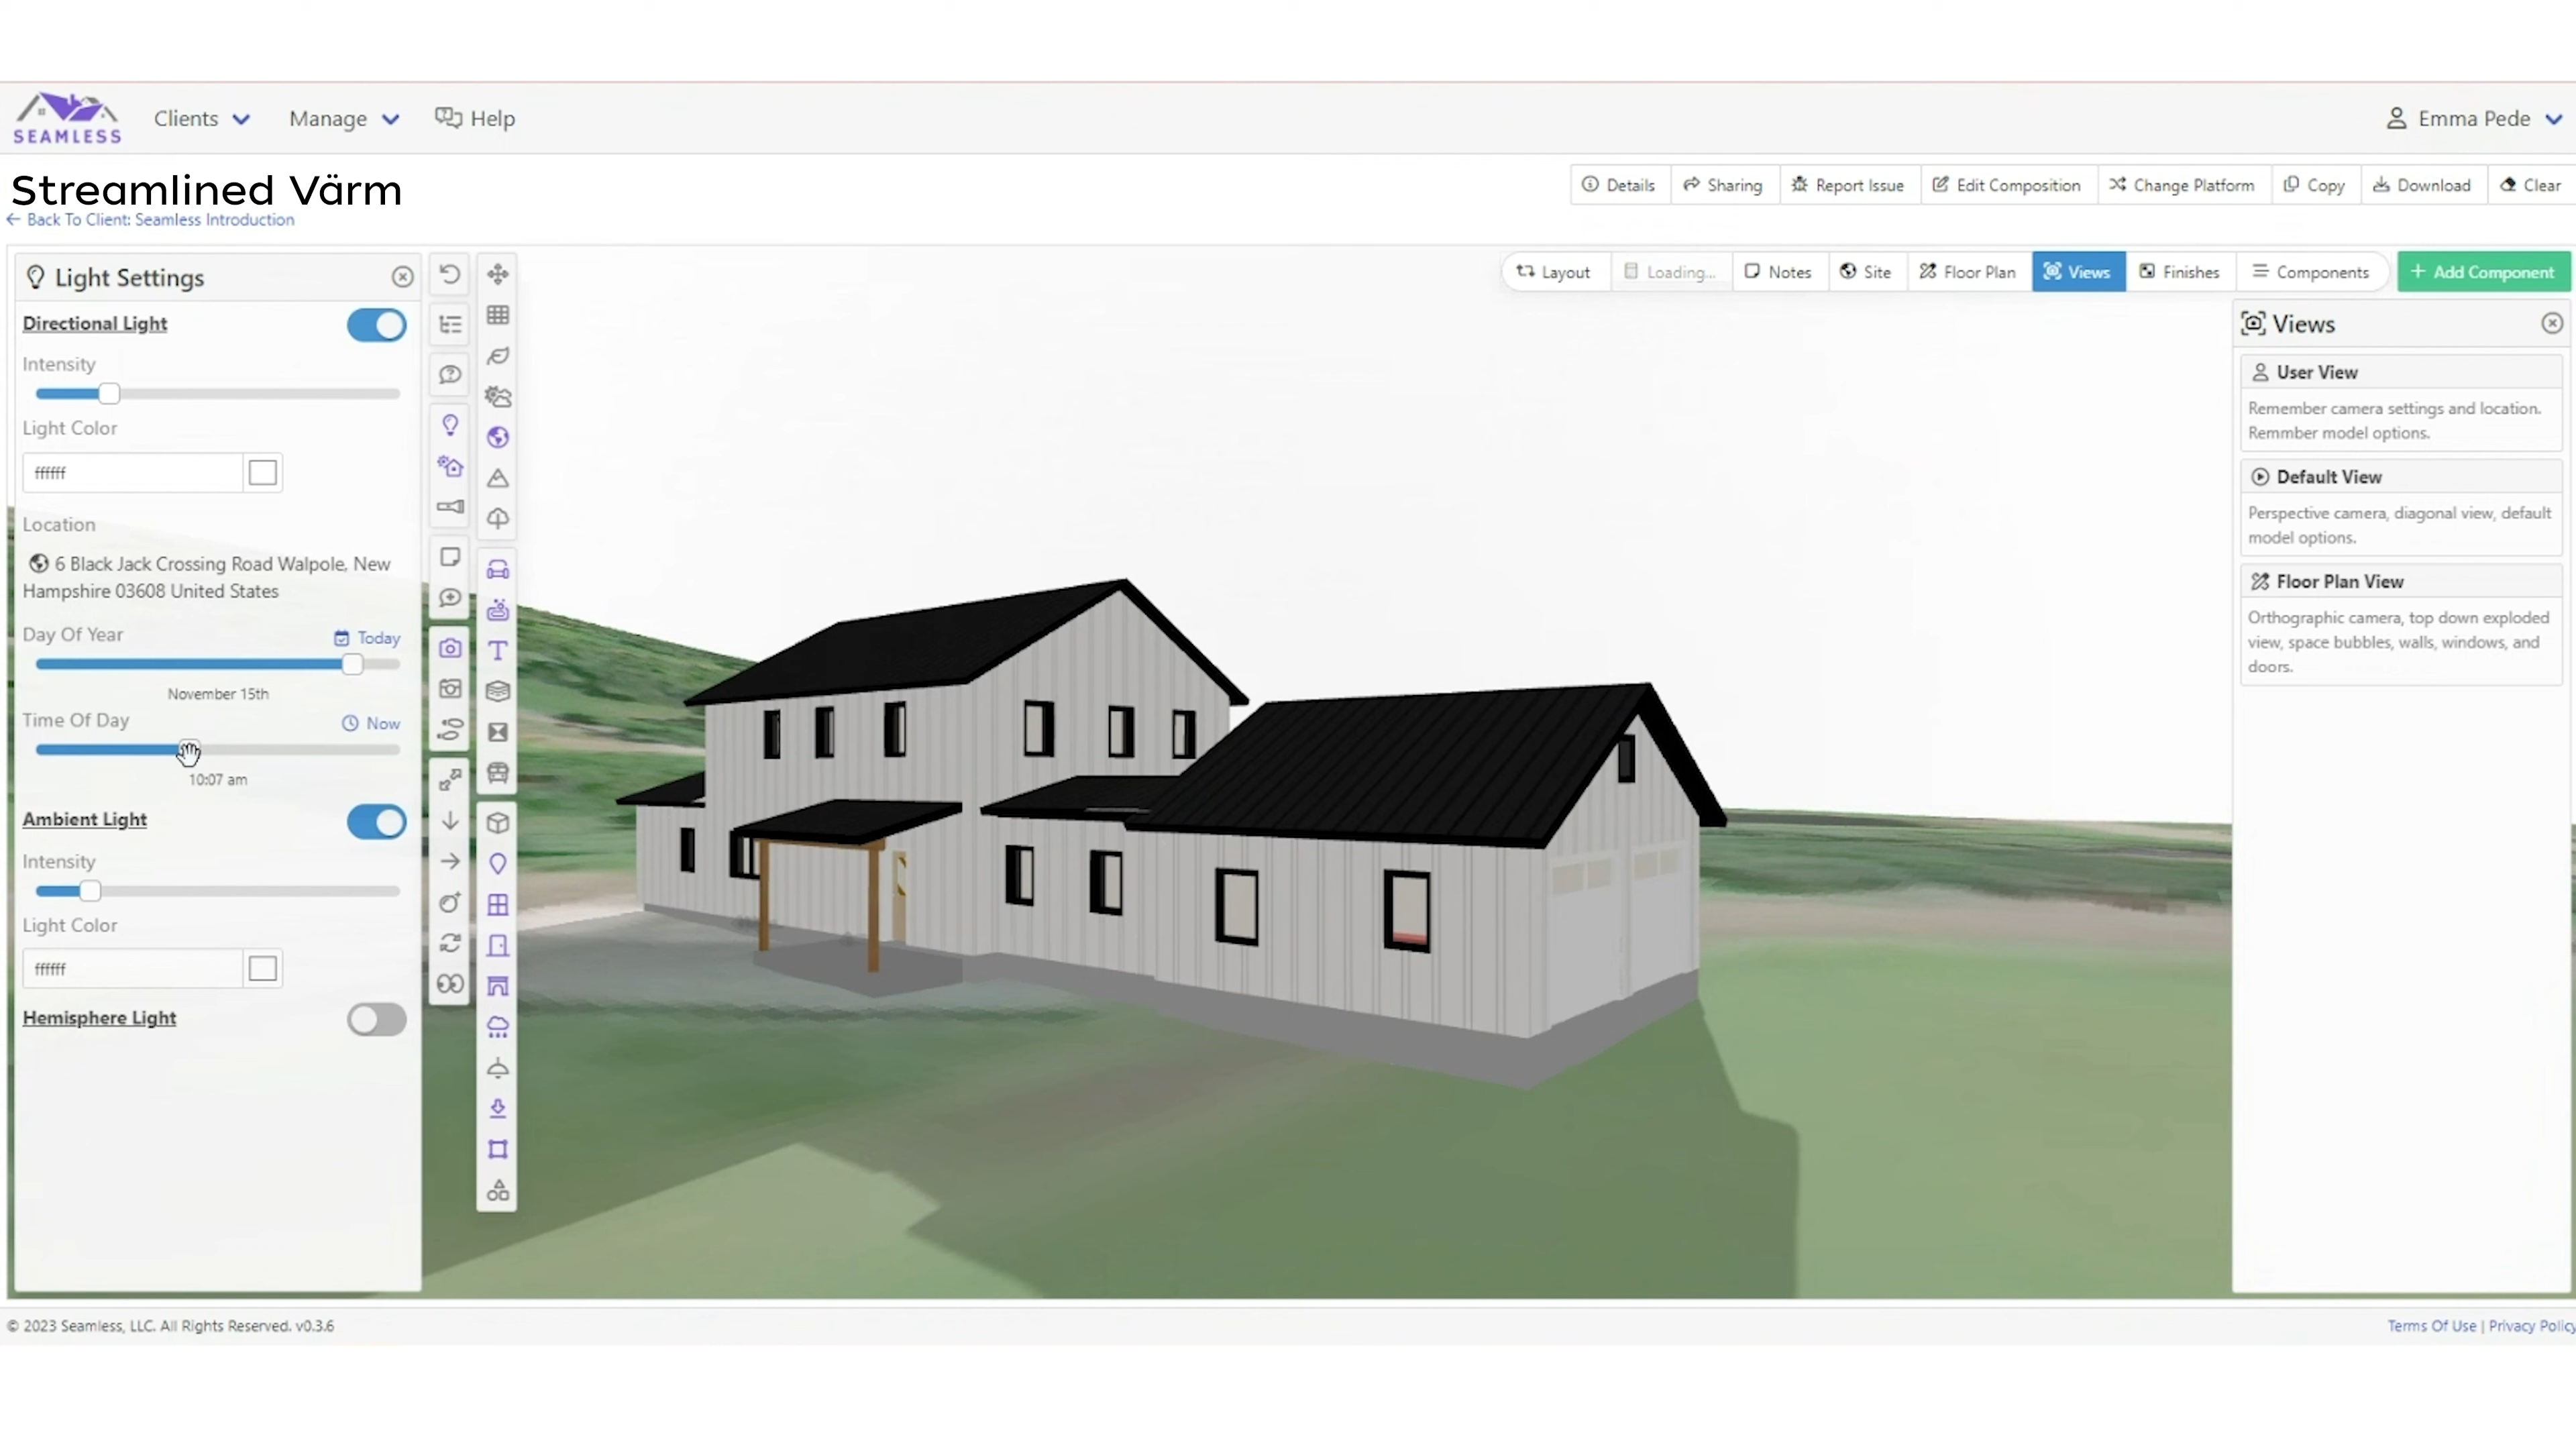 SEAMLESS
Clients
Manage
Help
Emma Pede
Streamlined Värm
← Back To Client: Seamless Introduction
Details
Sharing
Report Issue
Edit Composition
Change Platform
Copy
Download
Clear
Layout
Loading...
Notes
Site
Floor Plan
Views
Finishes
Components
+ Add Component
Light Settings
Directional Light
Intensity
Light Color
ffffff
Location
6 Black Jack Crossing Road Walpole, New
Hampshire 03608 United States
Day Of Year
Today
November 15th
Time Of Day
Now
10:07 am
Ambient Light
Intensity
Light Color
ffffff
Hemisphere Light
Views
User View
Remember camera settings and location.
Remmber model options.
Default View
Perspective camera, diagonal view, default
model options.
Floor Plan View
Orthographic camera, top down exploded
view, space bubbles, walls, windows, and
doors.
© 2023 Seamless, LLC. All Rights Reserved. v0.3.6
Terms Of Use | Privacy Policy